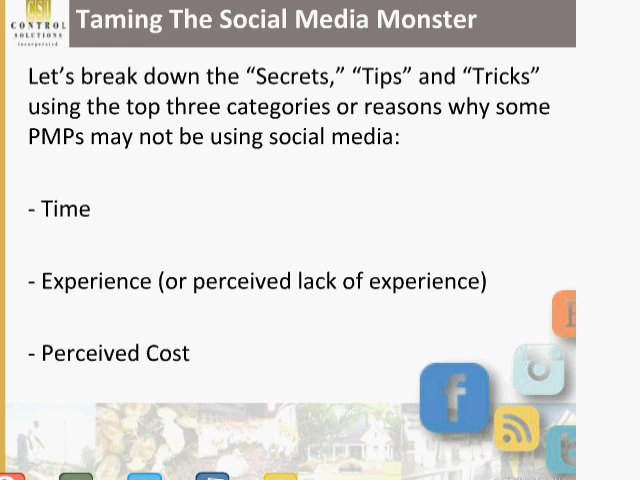 CSI
CONTROL
SOLUTIONS
incorporated
Taming The Social Media Monster
Let’s break down the “Secrets,” “Tips” and “Tricks”
using the top three categories or reasons why some
PMPs may not be using social media:
- Time
- Experience (or perceived lack of experience)
- Perceived Cost
f